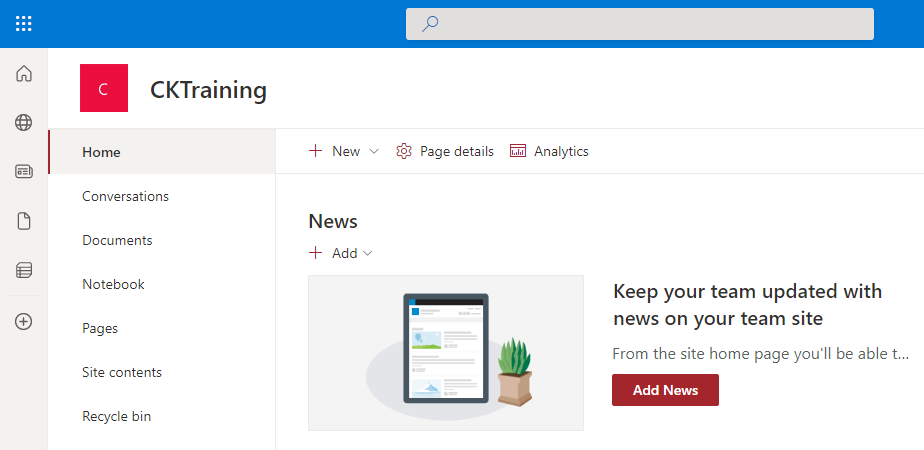 C
CKTraining
Home
Conversations
Documents
Notebook
Pages
Site contents
Recycle bin
New
Page details
Analytics
News
Add
Keep your team updated with
news on your team site
From the site home page you'll be able t...
Add News